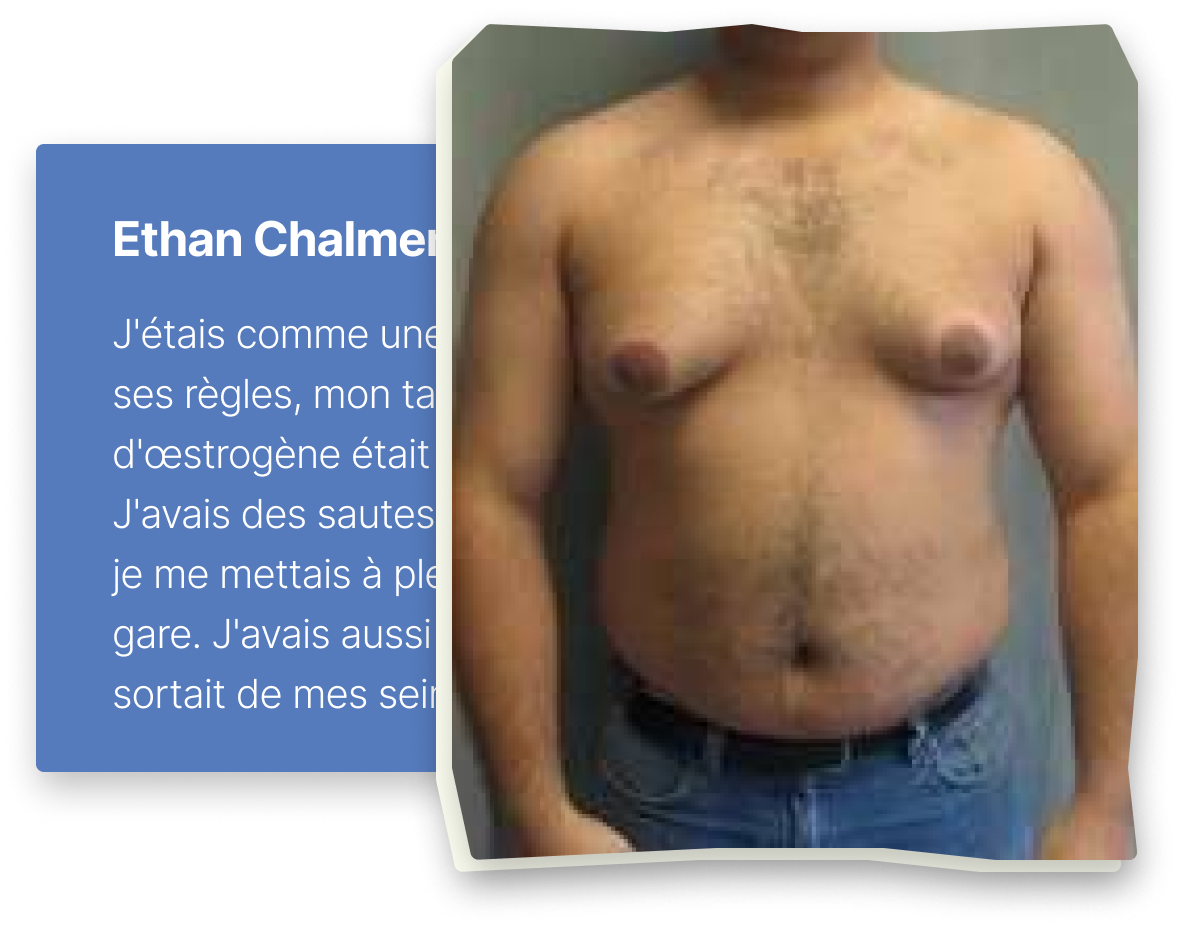 Ethan Chalmer
J'étais comme une
ses règles, mon ta
d'œstrogène était
J'avais des sautes
je me mettais à ple
gare. J'avais aussi
sortait de mes sein